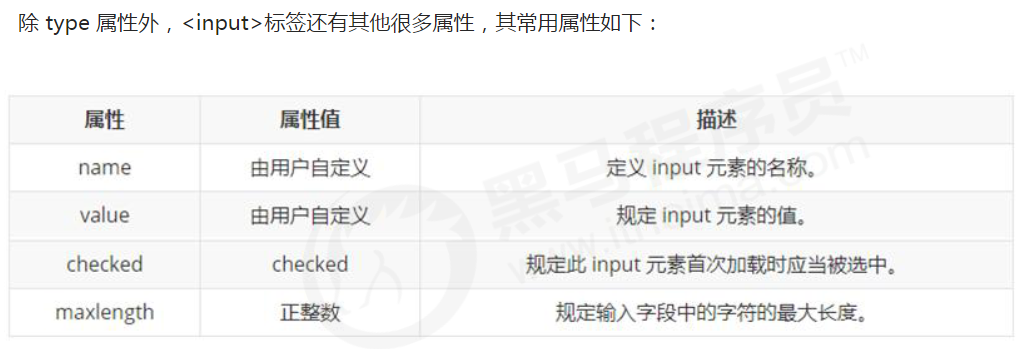 除 type 属性外，<input>标签还有其他很多属性，其常用属性如下：
属性 属性值 描述
name 由用户自定义 定义 input 元素的名称。
value 由用户自定义 规定 input 元素的值。
checked checked 规定此 input 元素首次加载时应当被选中。
maxlength 正整数 规定输入字段中的字符的最大长度。
黑马程序员™
www.itheima.com